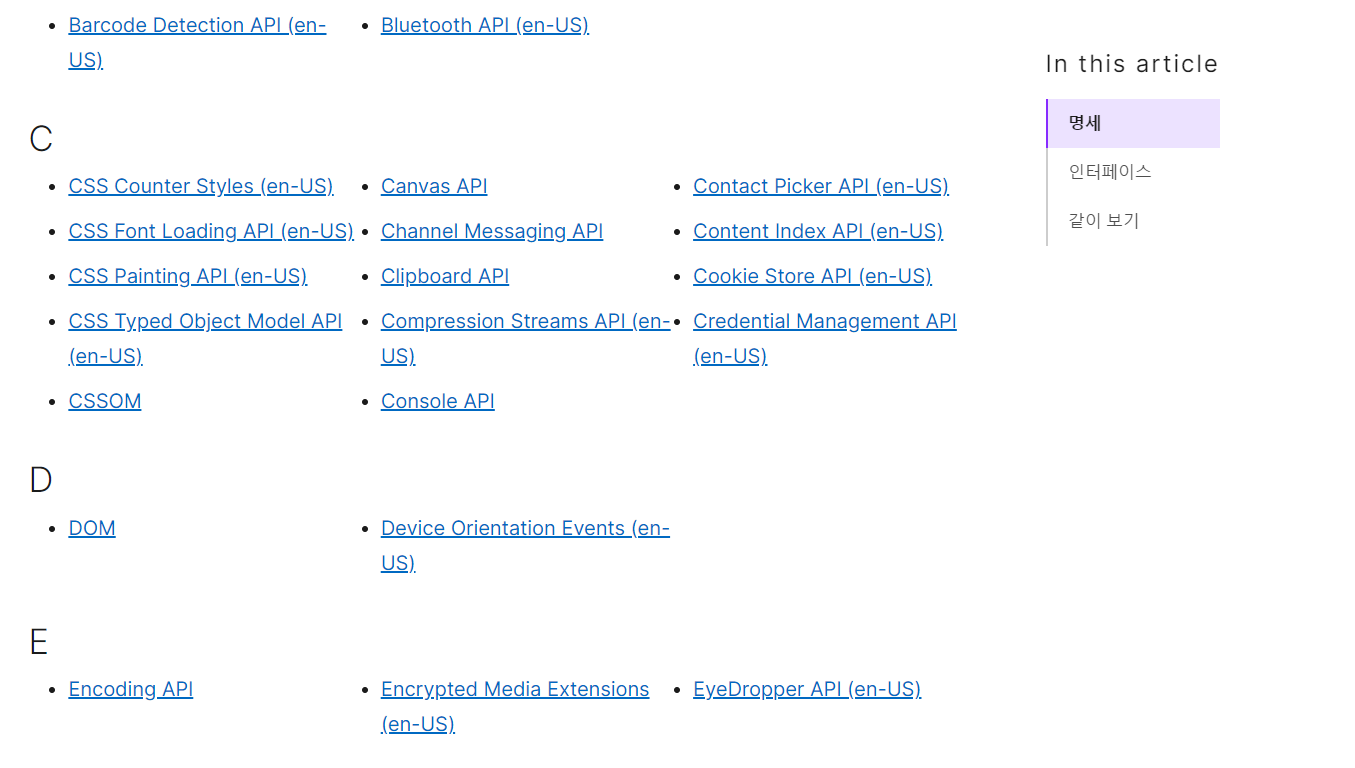 Barcode Detection API (en-
US)
Bluetooth API (en-US)
C
CSS Counter Styles (en-US)
CSS Font Loading API (en-US)
CSS Painting API (en-US)
CSS Typed Object Model API
(en-US)
CSSOM
Canvas API
Channel Messaging API
Clipboard API
Compression Streams API (en-
US)
Console API
Contact Picker API (en-US)
Content Index API (en-US)
Cookie Store API (en-US)
Credential Management API
(en-US)
D
DOM
Device Orientation Events (en-
US)
E
Encoding API
Encrypted Media Extensions
(en-US)
EyeDropper API (en-US)
In this article
명세
인터페이스
같이 보기